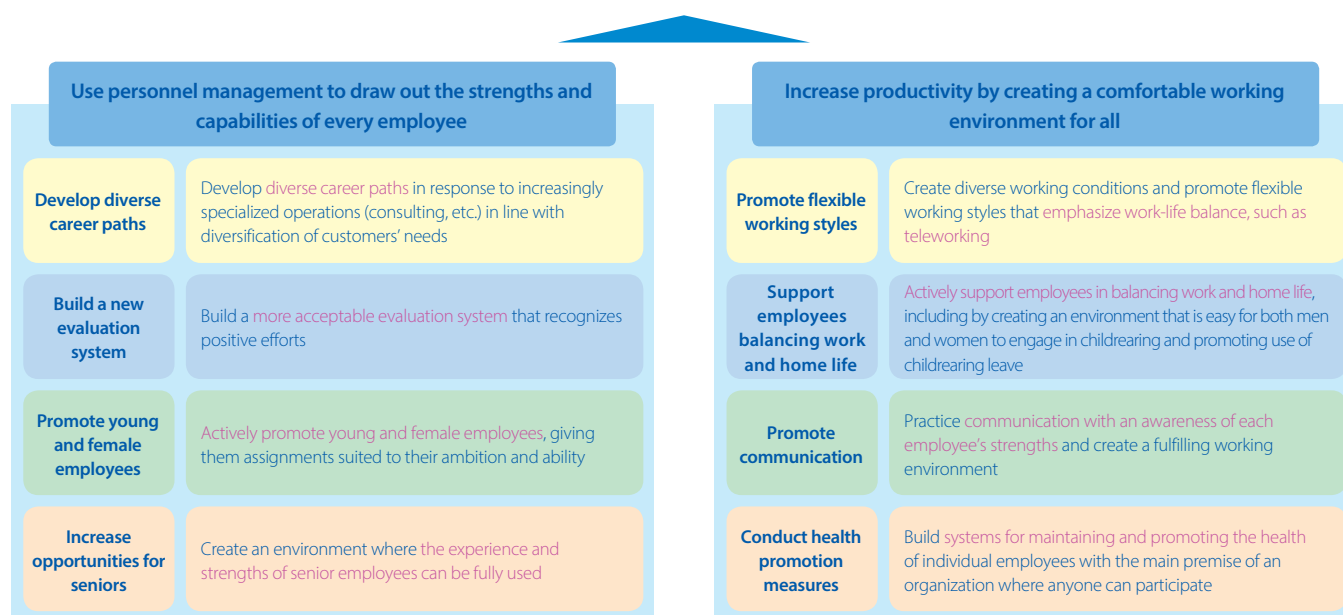 Use personnel management to draw out the strengths and
capabilities of every employee
Develop diverse
career paths
Develop diverse career paths in response to increasingly
specialized operations (consulting, etc.) in line with
diversification of customers’ needs
Build a new
evaluation
system
Build a more acceptable evaluation system that recognizes
positive efforts
Promote young
and female
employees
Actively promote young and female employees, giving
them assignments suited to their ambition and ability
Increase
opportunities for
seniors
Create an environment where the experience and
strengths of senior employees can be fully used
Increase productivity by creating a comfortable working
environment for all
Promote flexible
working styles
Create diverse working conditions and promote flexible
working styles that emphasize work-life balance, such as
teleworking
Support
employees
balancing work
and home life
Actively support employees in balancing work and home life,
including by creating an environment that is easy for both men
and women to engage in childrearing and promoting use of
childrearing leave
Promote
communication
Practice communication with an awareness of each
employee’s strengths and create a fulfilling working
environment
Conduct health
promotion
measures
Build systems for maintaining and promoting the health
of individual employees with the main premise of an
organization where anyone can participate